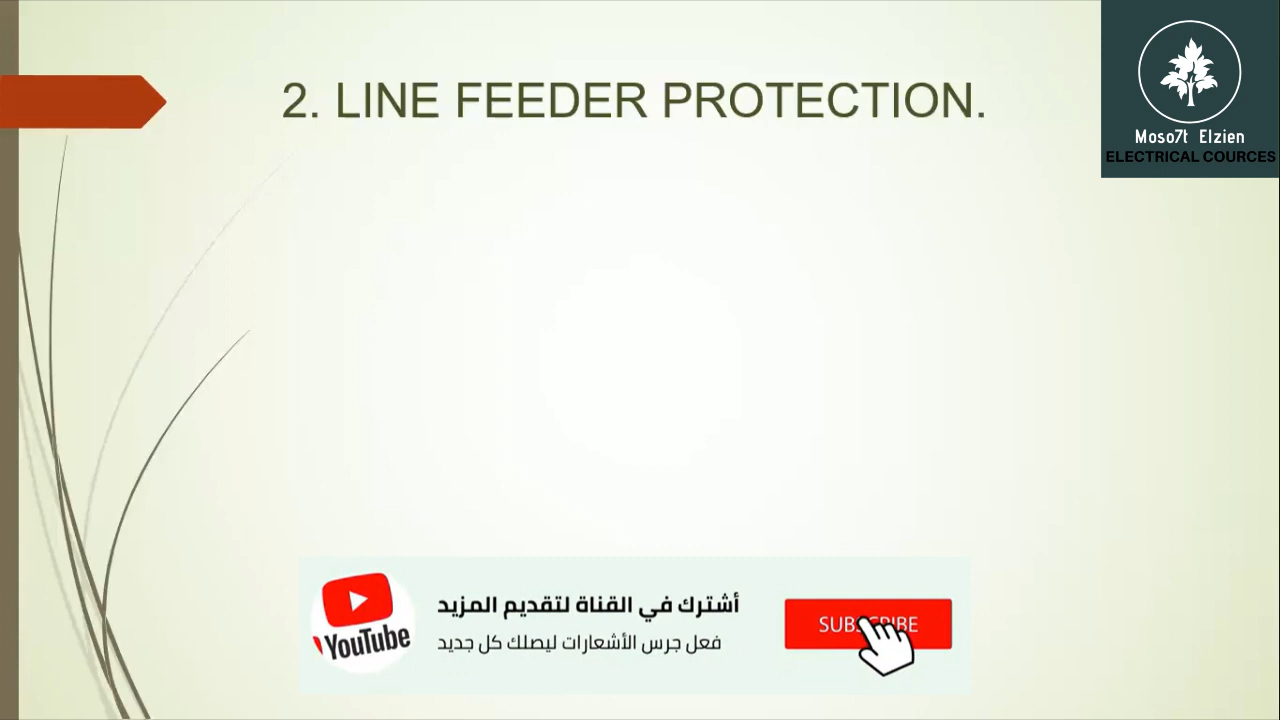 2. LINE FEEDER PROTECTION.
Moso7t Elzien
ELECTRICAL COURCES
أشترك في القناة لتقديم المزيد
YouTube
فعل جرس الأشعارات ليصلك كل جديد
SUBSCRIBE